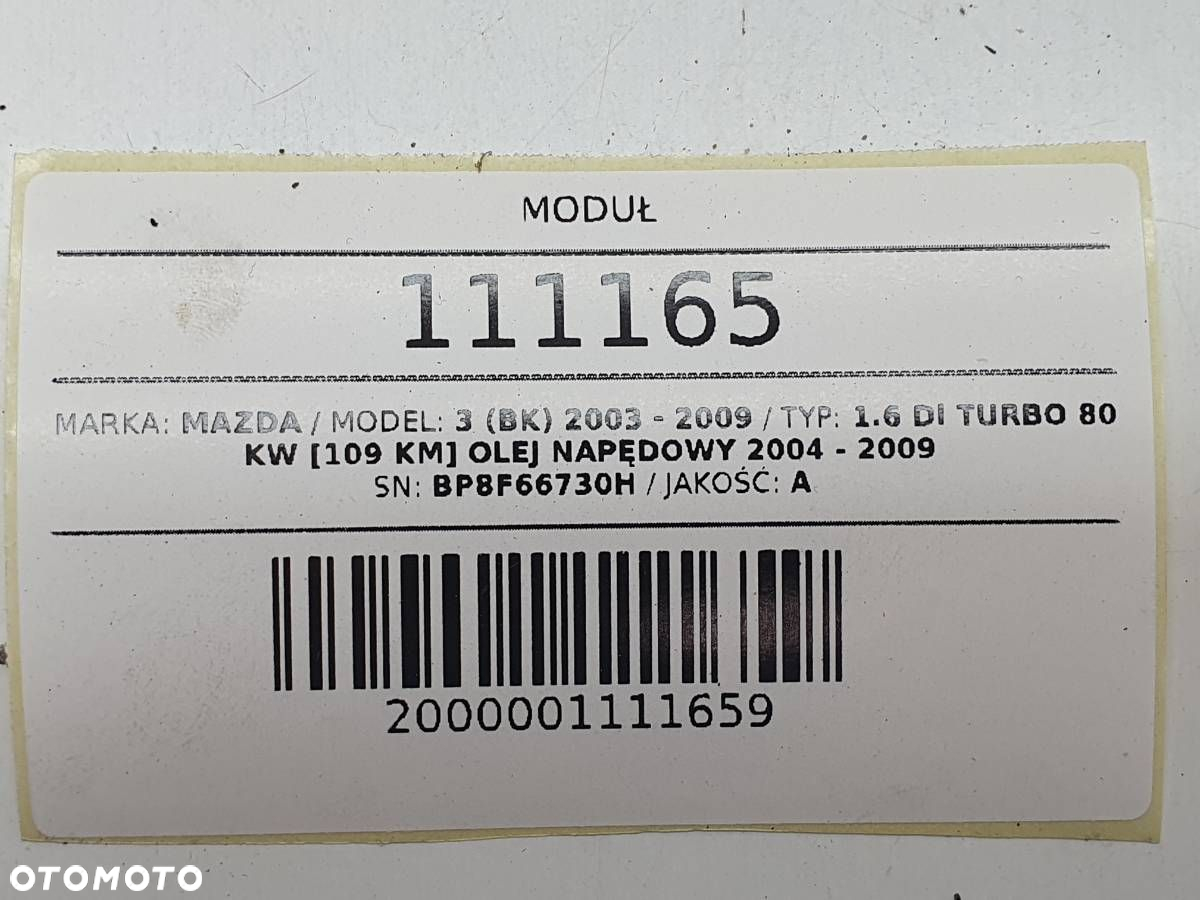 MODUŁ
111165
MARKA: MAZDA / MODEL: 3 (BK) 2003 - 2009 / TYP: 1.6 DI TURBO 80
KW [109 KM] OLEJ NAPĘDOWY 2004 - 2009
SN: BP8F66730H / JAKOŚĆ: A
2000001111659
OTOMOTO